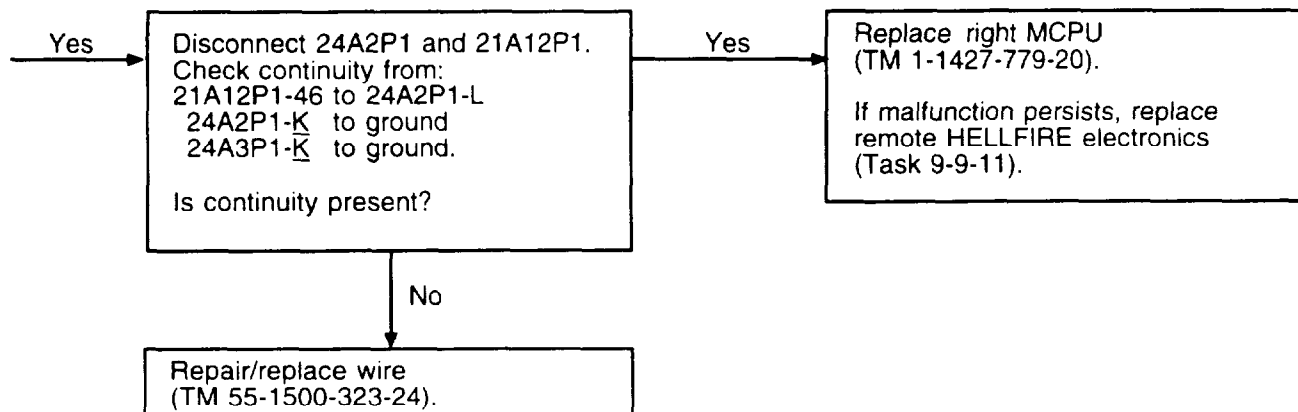 Yes
Disconnect 24A2P1 and 21A12P1.
Check continuity from:
21A12P1-46 to 24A2P1-L
24A2P1-K to ground
24A3P1-K to ground.
Is continuity present?
Yes
Replace right MCPU
(TM 1-1427-779-20).
If malfunction persists, replace
remote HELLFIRE electronics
(Task 9-9-11).
No
Repair/replace wire
(TM 55-1500-323-24).